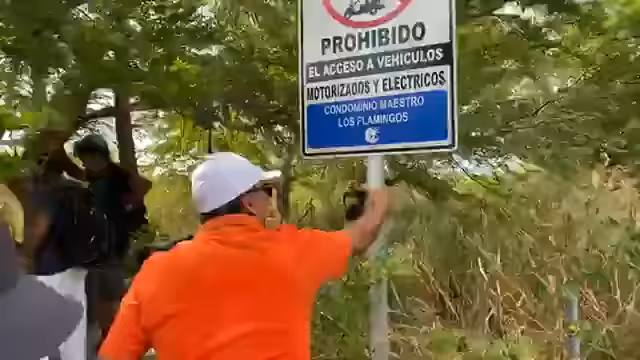 PROHIBIDO
EL ACCESO A VEHICULOS
MOTORIZADOS Y ELECTRICOS
CONDOMINIO MAESTRO
LOS FLAMINGOS